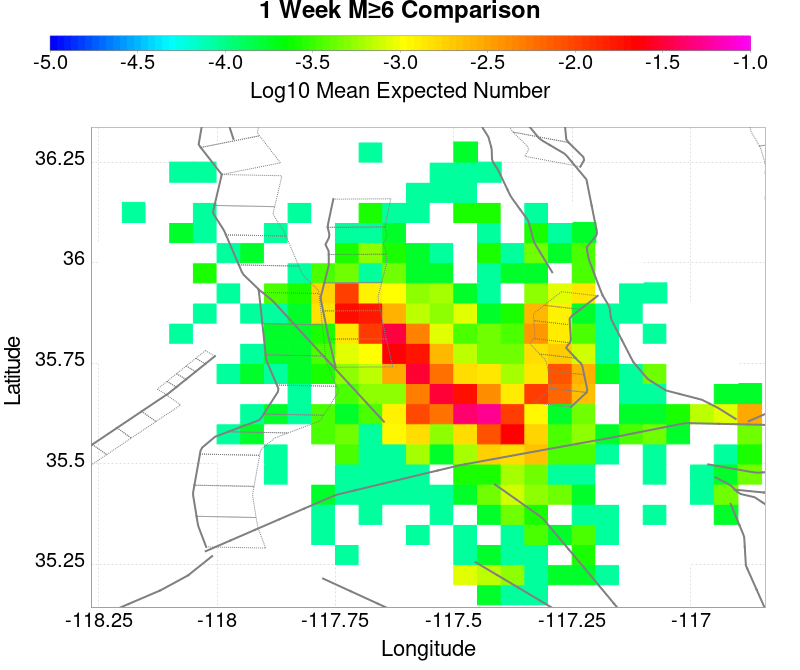 1 Week M≥6 Comparison
-5.0 -4.5 -4.0 -3.5 -3.0 -2.5 -2.0 -1.5 -1.0
Log10 Mean Expected Number
36.25
36
35.75
35.5
35.25
Latitude
-118.25 -118 -117.75 -117.5 -117.25 -117
Longitude